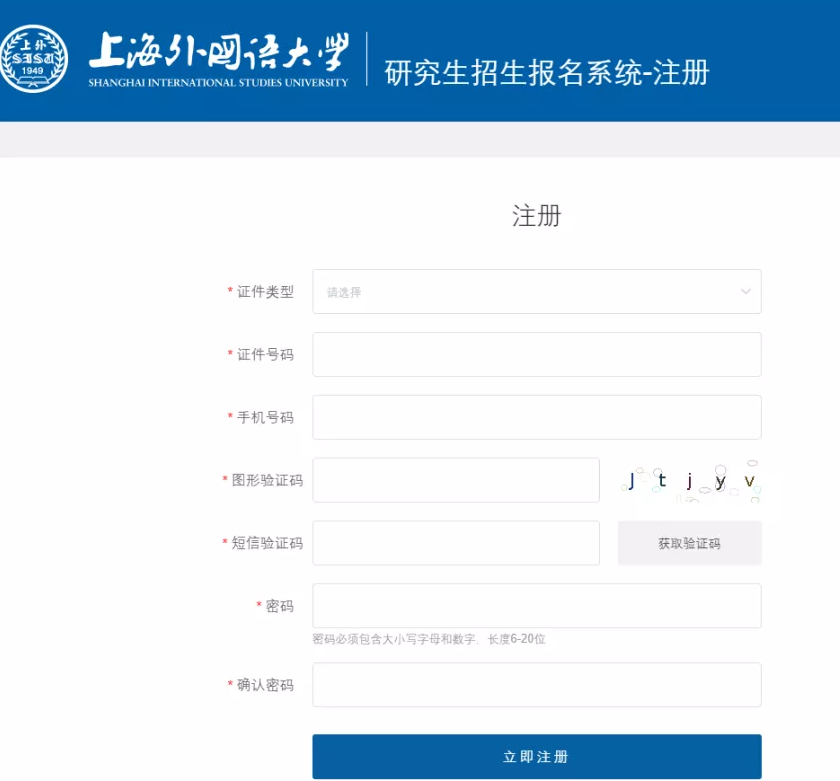 上外
SISU
1949
上海外国语大学
SHANGHAI INTERNATIONAL STUDIES UNIVERSITY
研究生招生报名系统-注册
注册
* 证件类型
请选择
* 证件号码
* 手机号码
* 图形验证码
J t j y v
* 短信验证码
获取验证码
* 密码
密码必须包含大小写字母和数字，长度6-20位
* 确认密码
立即注册